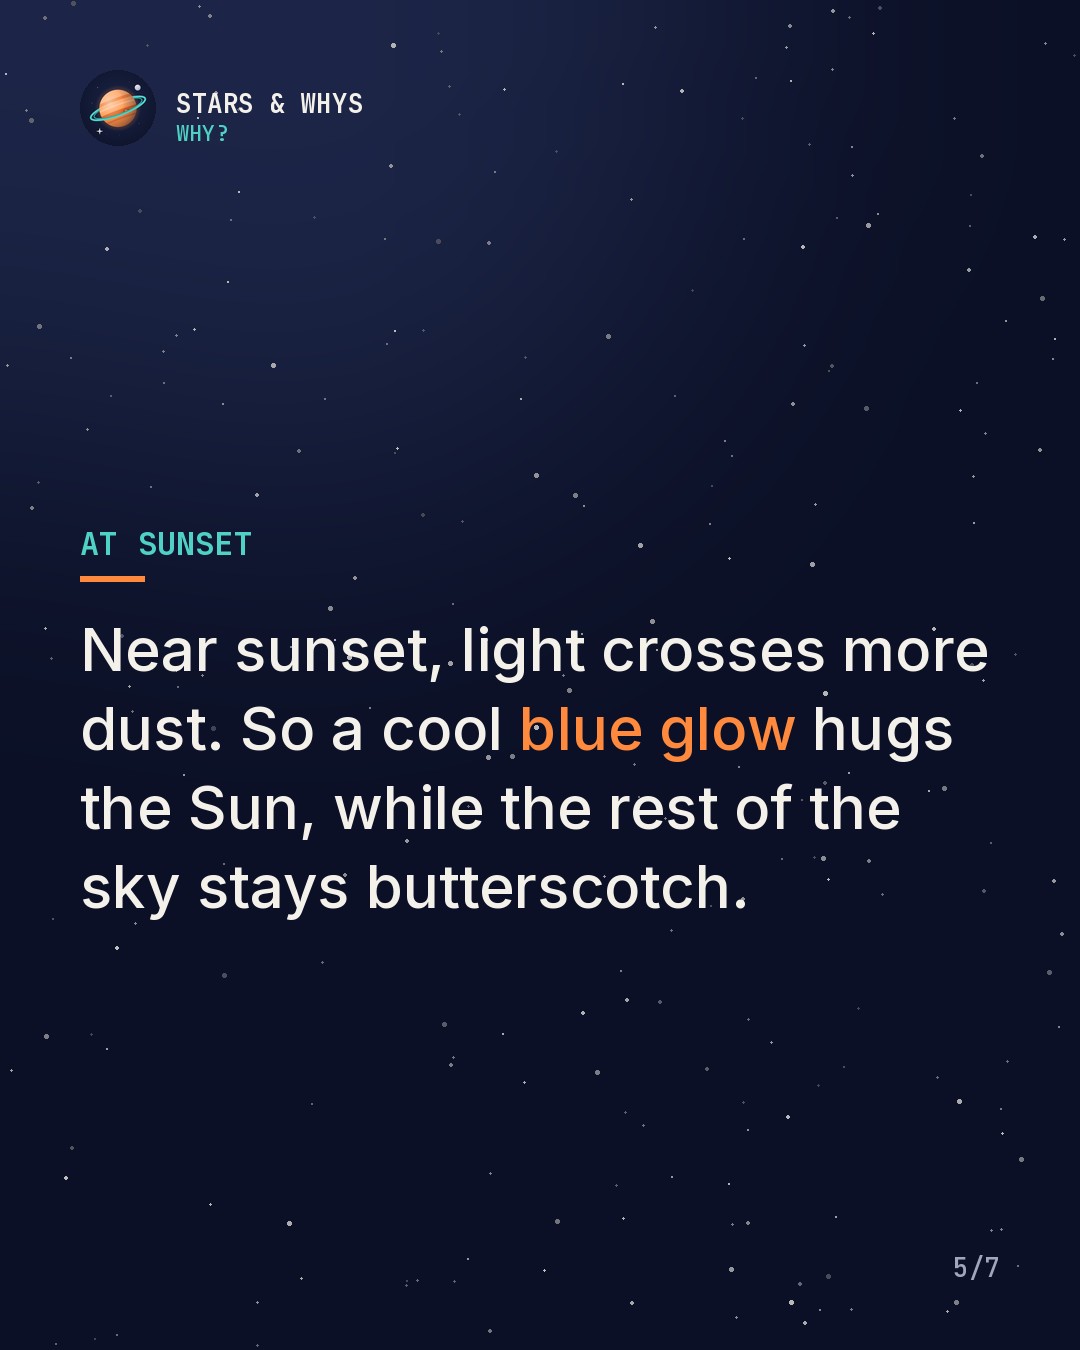 STARS & WHYS
WHY?
AT SUNSET
Near sunset, light crosses more
dust. So a cool blue glow hugs
the Sun, while the rest of the
sky stays butterscotch.
5/7